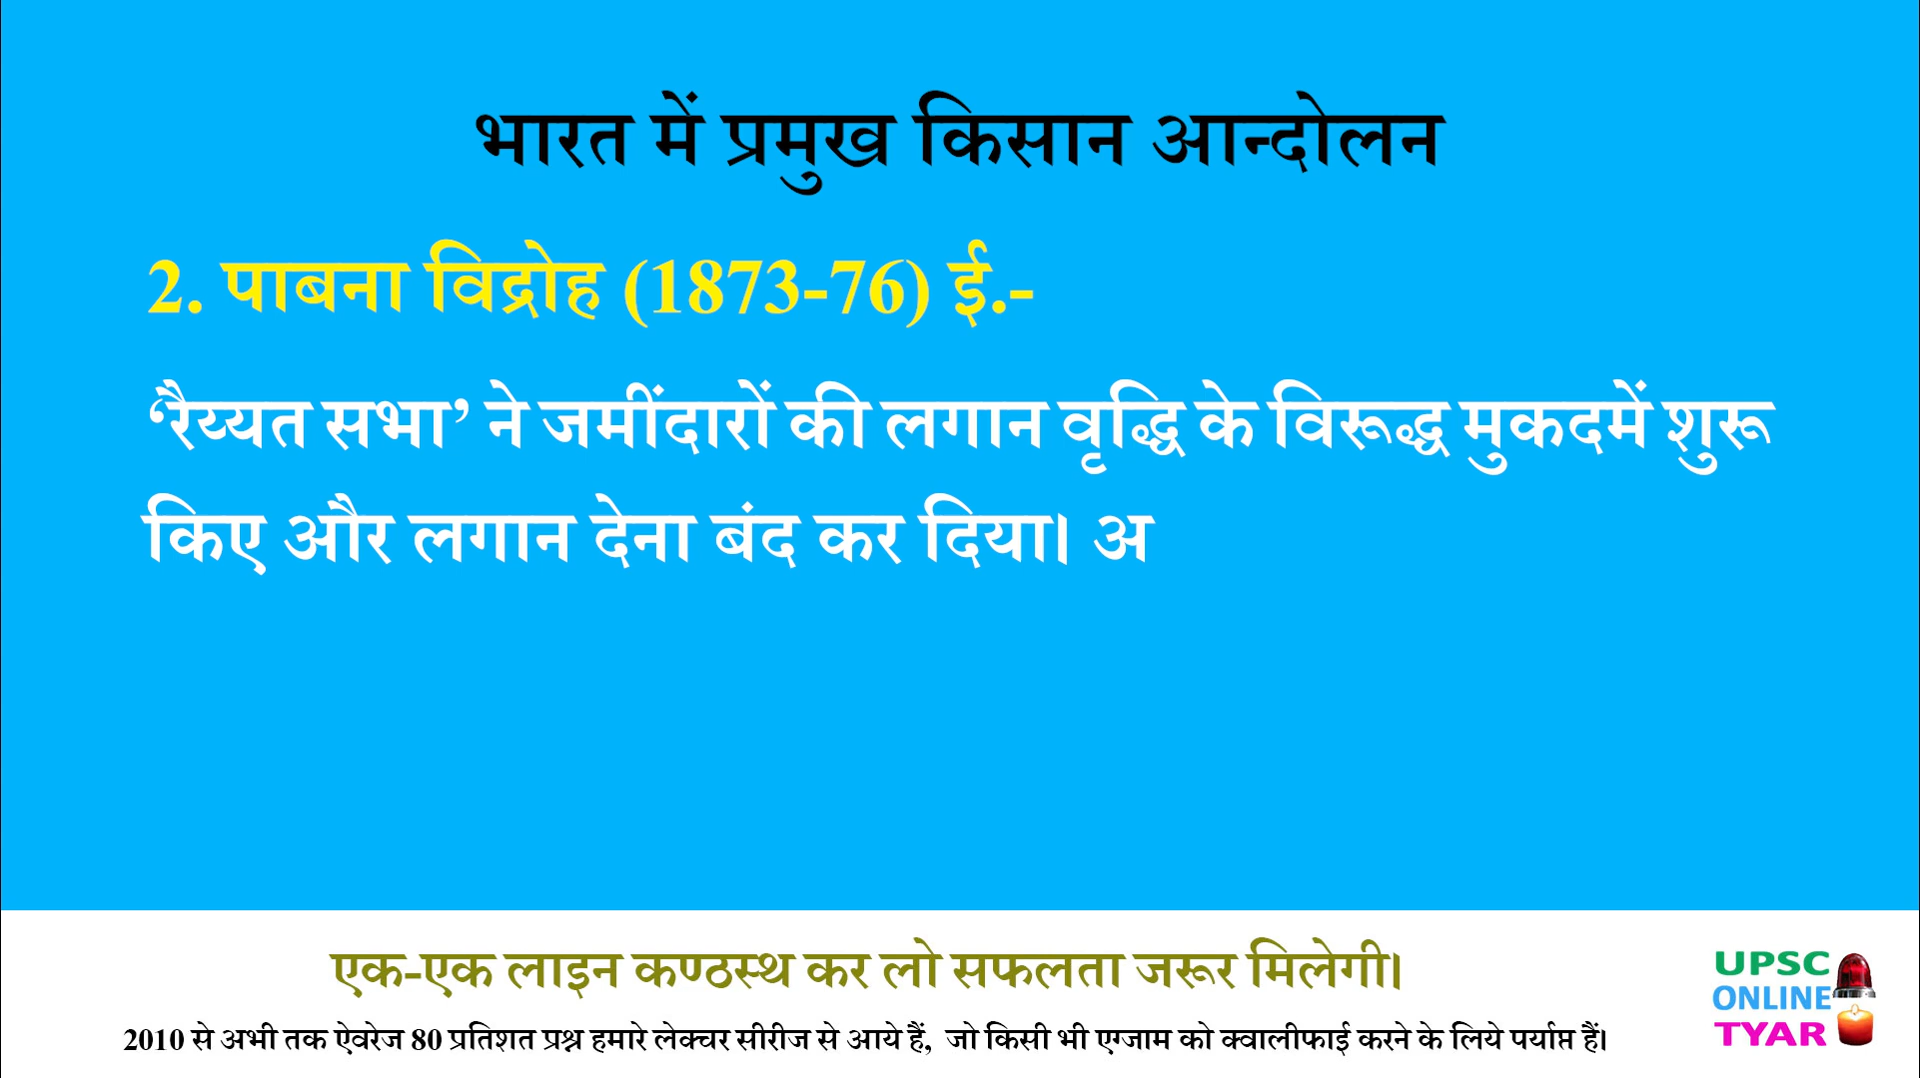 भारत में प्रमुख किसान आन्दोलन
2. पाबना विद्रोह (1873-76) ई.-
‘रैय्यत सभा’ ने जमींदारों की लगान वृद्धि के विरूद्ध मुकदमें शुरू
किए और लगान देना बंद कर दिया। अ
एक-एक लाइन कण्ठस्थ कर लो सफलता जरूर मिलेगी।
2010 से अभी तक ऐवरेज 80 प्रतिशत प्रश्न हमारे लेक्चर सीरीज से आये हैं, जो किसी भी एग्जाम को क्वालीफाई करने के लिये पर्याप्त हैं।
UPSC
ONLINE
TYAR